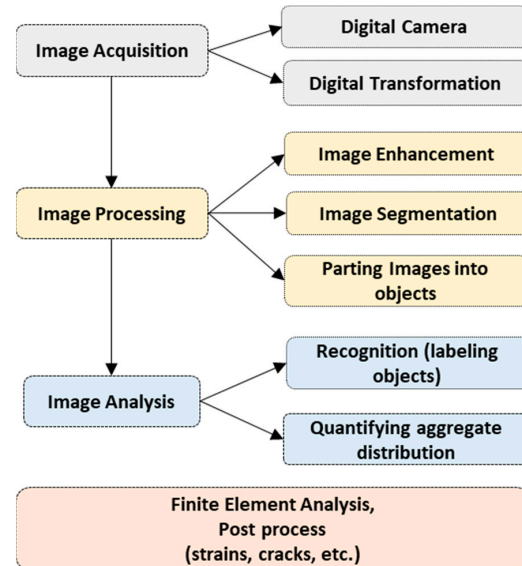 Image Acquisition
Digital Camera
Digital Transformation
Image Processing
Image Enhancement
Image Segmentation
Parting Images into
objects
Image Analysis
Recognition (labeling
objects)
Quantifying aggregate
distribution
Finite Element Analysis,
Post process
(strains, cracks, etc.)